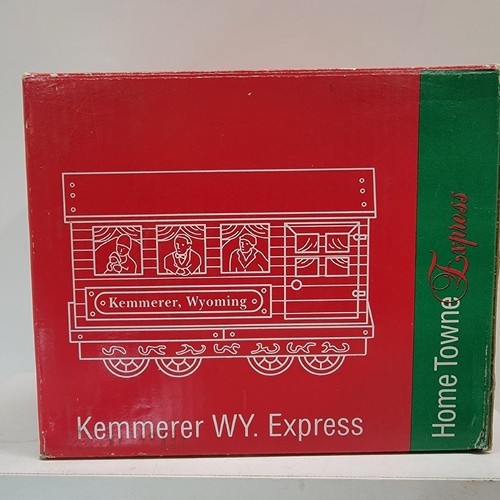 Kemmerer, Wyoming
Kemmerer WY. Express
Home Towne Express